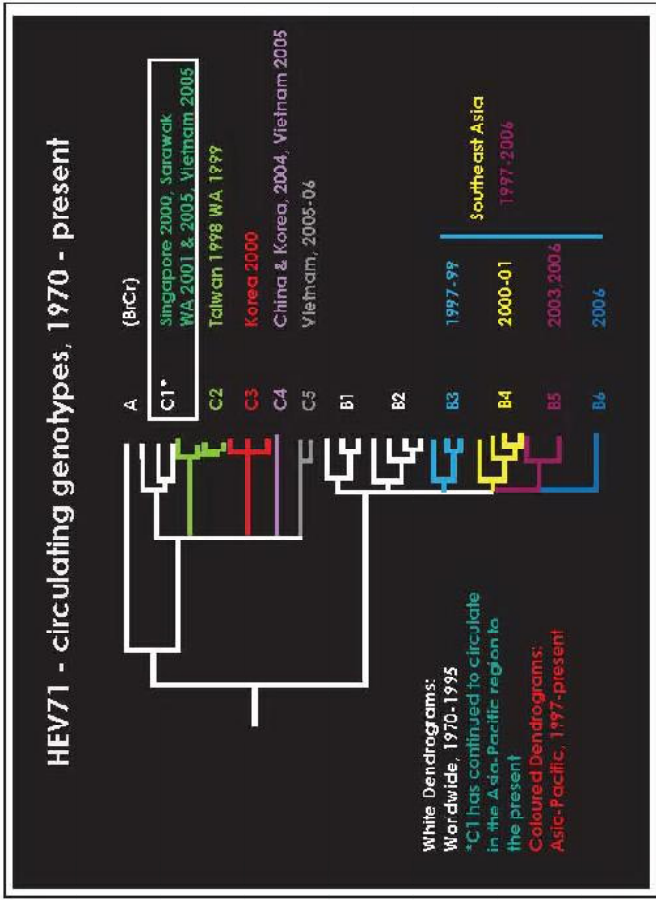 HEV71 - circulating genotypes, 1970 - present
A (BrCr)
C1* Singapore 2000, Sarawak
WA 2001 & 2005, Vietnam 2005
C2 Taiwan 1998 WA 1999
C3 Korea 2000
C4 China & Korea, 2004, Vietnam 2005
C5 Vietnam, 2005-06
B1
B2
B3 1997-99
B4 2000-01
B5 2003,2006
B6 2006
Southeast Asia
1997-2006
White Dendrograms:
Worldwide, 1970-1995
*C1 has continued to circulate
in the Asia-Pacific region to
the present
Coloured Dendrograms:
Asic-Pacific, 1997-present